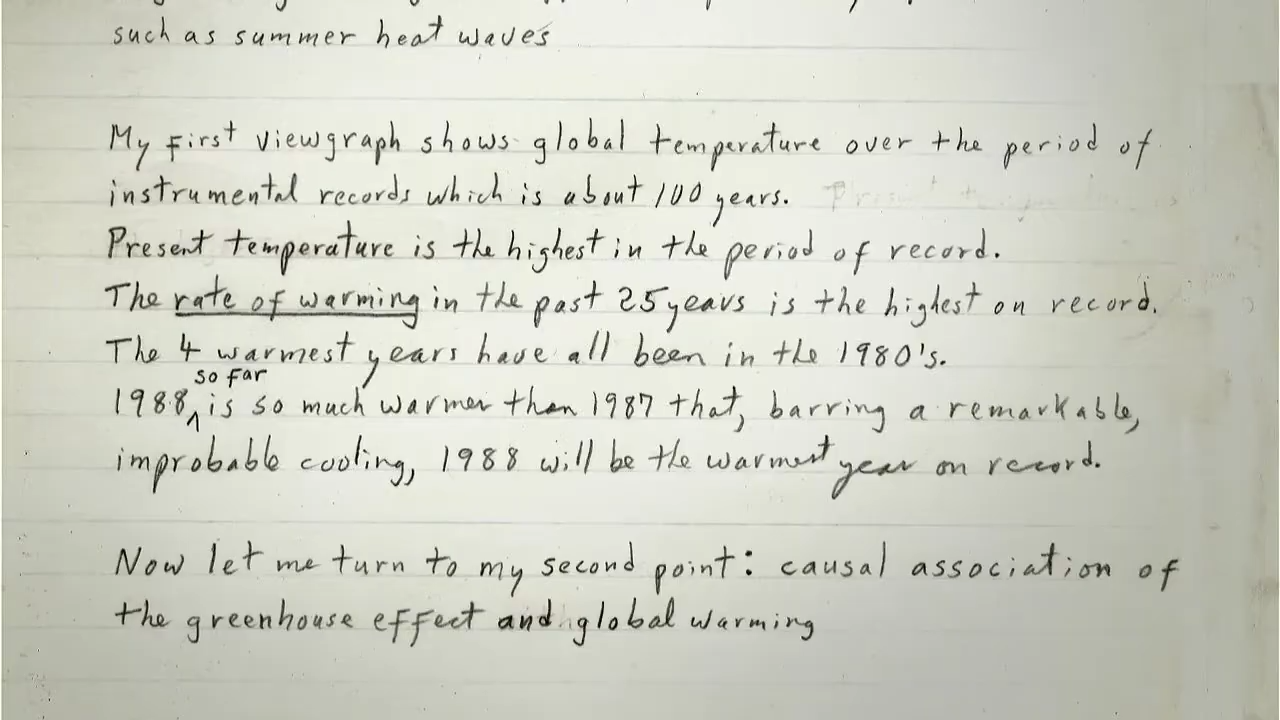 such as summer heat waves
My first viewgraph shows global temperature over the period of
instrumental records which is about 100 years.
Present temperature is the highest in the period of record.
The rate of warming in the past 25 years is the highest on record.
The 4 warmest years have all been in the 1980's.
so far
1988 ^ is so much warmer than 1987 that, barring a remarkable,
improbable cooling, 1988 will be the warmest year on record.
Now let me turn to my second point: causal association of
the greenhouse effect and global warming